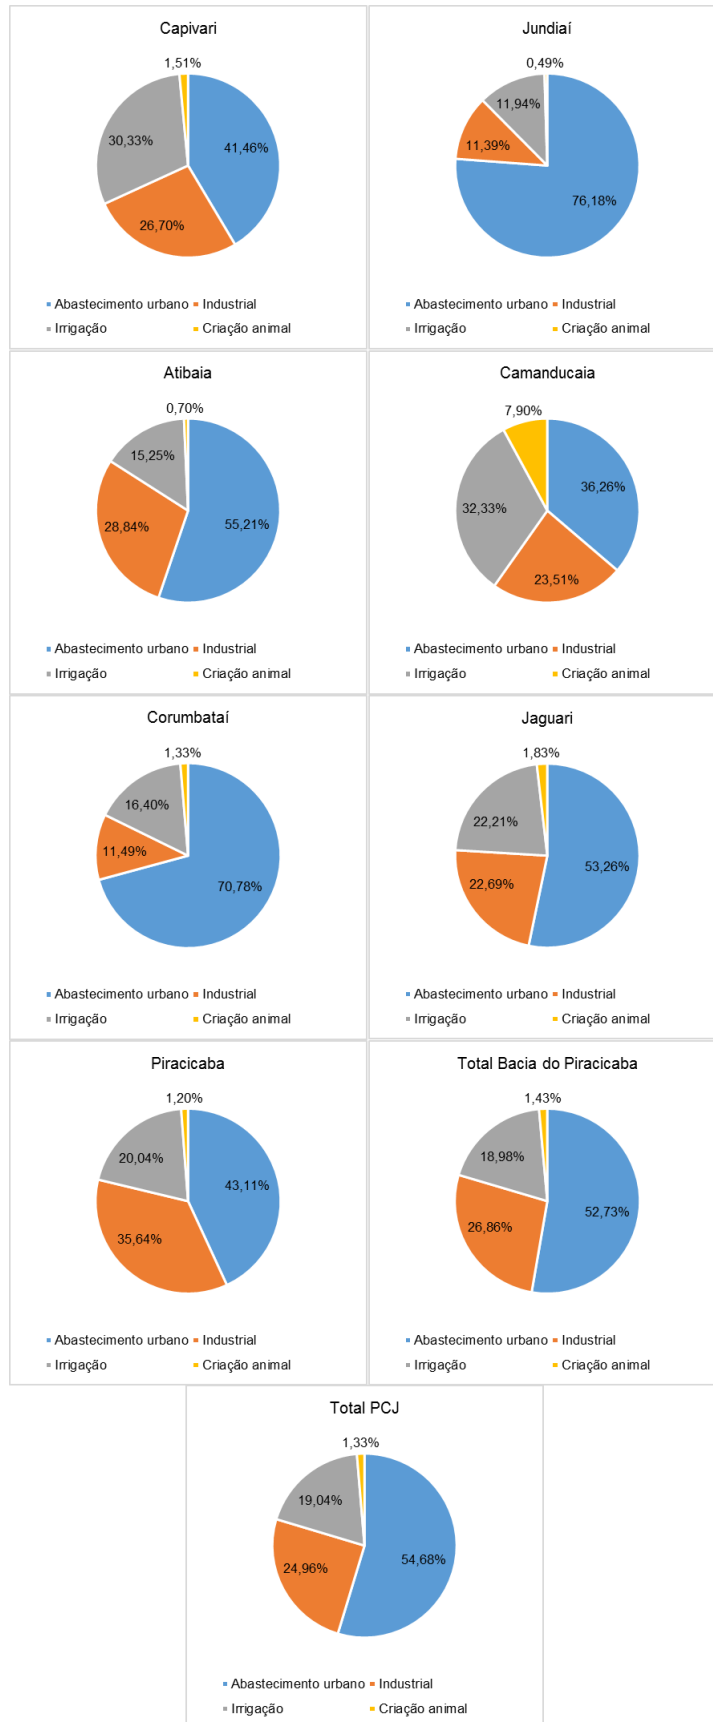 Capivari
1,51%
30,33%
41,46%
26,70%
Abastecimento urbano Industrial
Irrigação Criação animal
Jundiaí
0,49%
11,94%
11,39%
76,18%
Abastecimento urbano Industrial
Irrigação Criação animal
Atibaia
0,70%
15,25%
28,84%
55,21%
Abastecimento urbano Industrial
Irrigação Criação animal
Camanducaia
7,90%
36,26%
32,33%
23,51%
Abastecimento urbano Industrial
Irrigação Criação animal
Corumbataí
1,33%
16,40%
11,49%
70,78%
Abastecimento urbano Industrial
Irrigação Criação animal
Jaguari
1,83%
22,21%
53,26%
22,69%
Abastecimento urbano Industrial
Irrigação Criação animal
Piracicaba
1,20%
20,04%
43,11%
35,64%
Abastecimento urbano Industrial
Irrigação Criação animal
Total Bacia do Piracicaba
1,43%
18,98%
52,73%
26,86%
Abastecimento urbano Industrial
Irrigação Criação animal
Total PCJ
1,33%
19,04%
54,68%
24,96%
Abastecimento urbano Industrial
Irrigação Criação animal